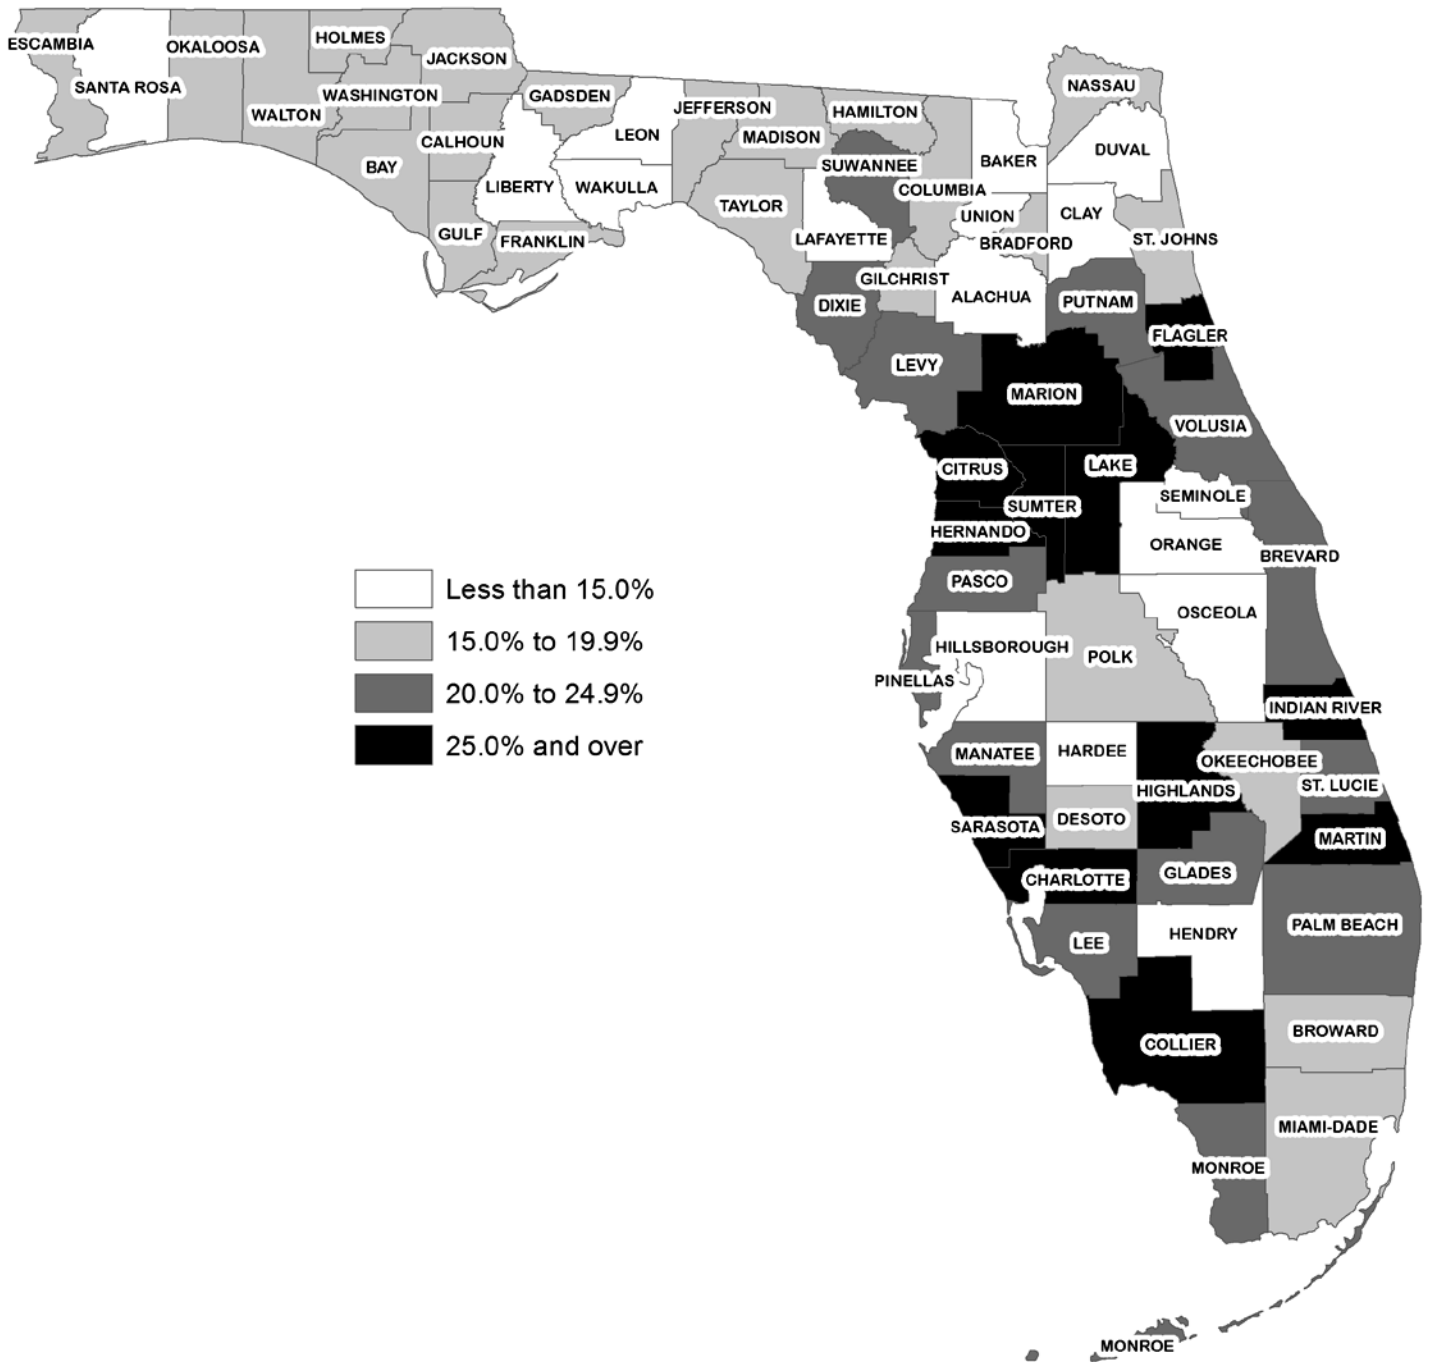 ESCAMBIA
SANTA ROSA
OKALOOSA
WALTON
HOLMES
WASHINGTON
JACKSON
BAY
CALHOUN
GULF
GADSDEN
LIBERTY
FRANKLIN
LEON
WAKULLA
JEFFERSON
MADISON
TAYLOR
HAMILTON
SUWANNEE
LAFAYETTE
COLUMBIA
BAKER
UNION
BRADFORD
NASSAU
DUVAL
CLAY
ST. JOHNS
DIXIE
GILCHRIST
ALACHUA
PUTNAM
FLAGLER
LEVY
MARION
VOLUSIA
CITRUS
LAKE
SUMTER
HERNANDO
SEMINOLE
ORANGE
BREVARD
PASCO
OSCEOLA
HILLSBOROUGH
POLK
PINELLAS
INDIAN RIVER
MANATEE
HARDEE
OKEECHOBEE
HIGHLANDS
ST. LUCIE
SARASOTA
DESOTO
MARTIN
CHARLOTTE
GLADES
LEE
HENDRY
PALM BEACH
BROWARD
COLLIER
MIAMI-DADE
MONROE
MONROE
Less than 15.0%
15.0% to 19.9%
20.0% to 24.9%
25.0% and over